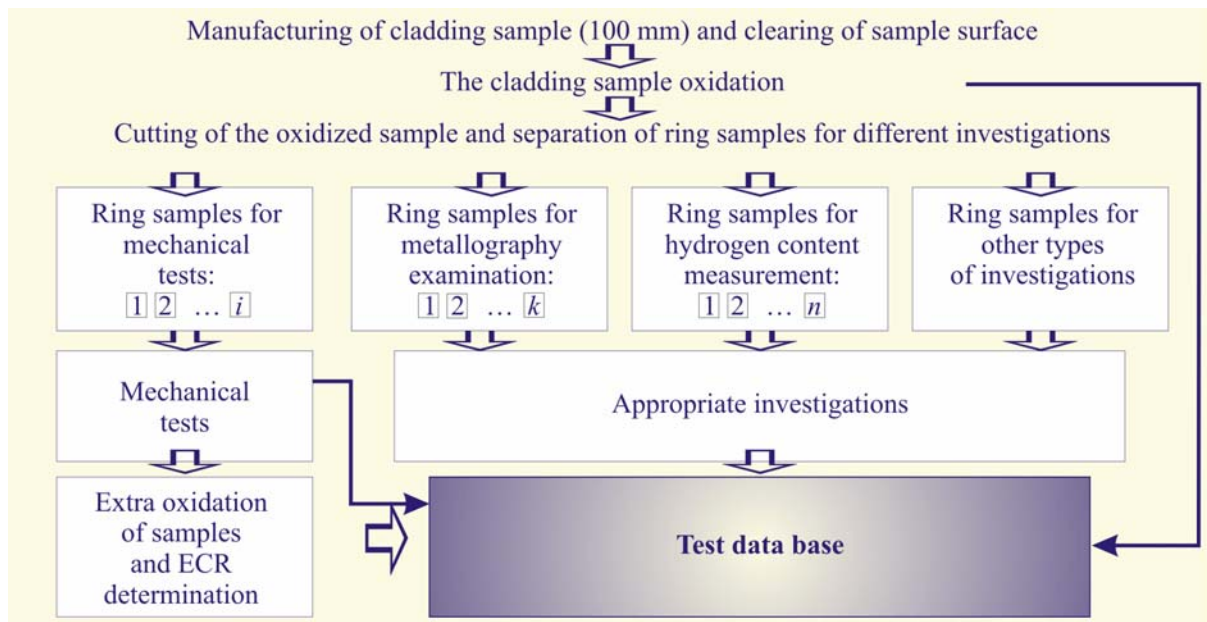 Manufacturing of cladding sample (100 mm) and clearing of sample surface
The cladding sample oxidation
Cutting of the oxidized sample and separation of ring samples for different investigations
Ring samples for
mechanical
tests:
1 2 … i
Ring samples for
metallography
examination:
1 2 … k
Ring samples for
hydrogen content
measurement:
1 2 … n
Ring samples for
other types
of investigations
Mechanical
tests
Appropriate investigations
Extra oxidation
of samples
and ECR
determination
Test data base